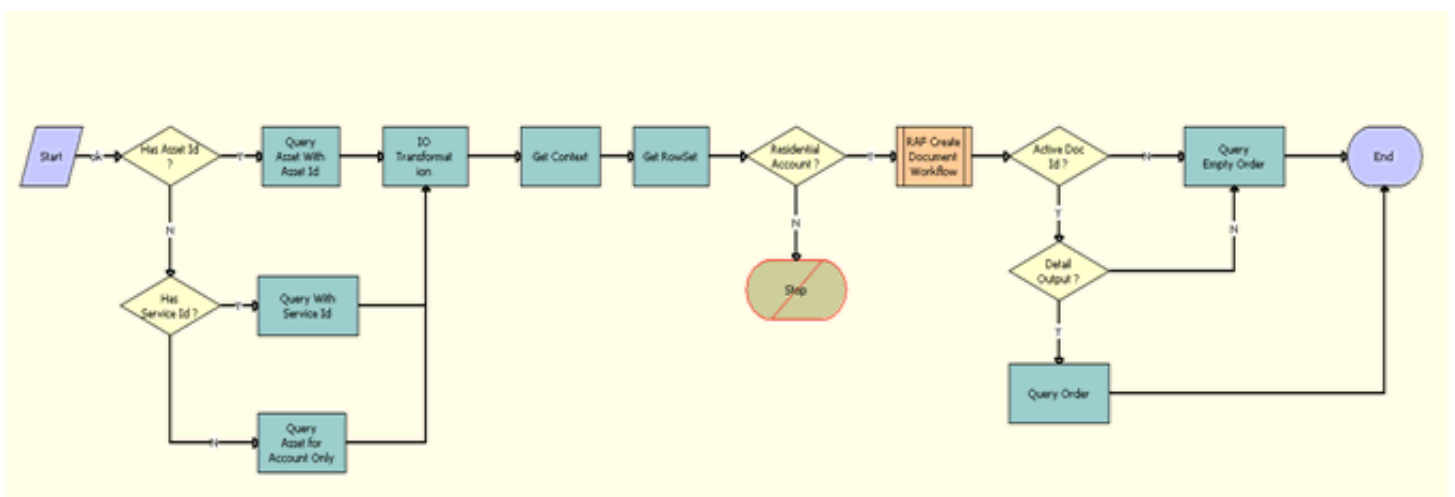 Start
ok
Has Asset Id
?
Y
Query
Asset With
Asset Id
IO
Transformat
ion
Get Context
Get RowSet
Residential
Account ?
Y
RAF Create
Document
Workflow
Active Doc
Id ?
N
Query
Empty Order
End
N
Y
N
N
Has
Service Id ?
Y
Query With
Service Id
Stop
Detail
Output ?
Y
Query Order
N
Query
Asset for
Account Only